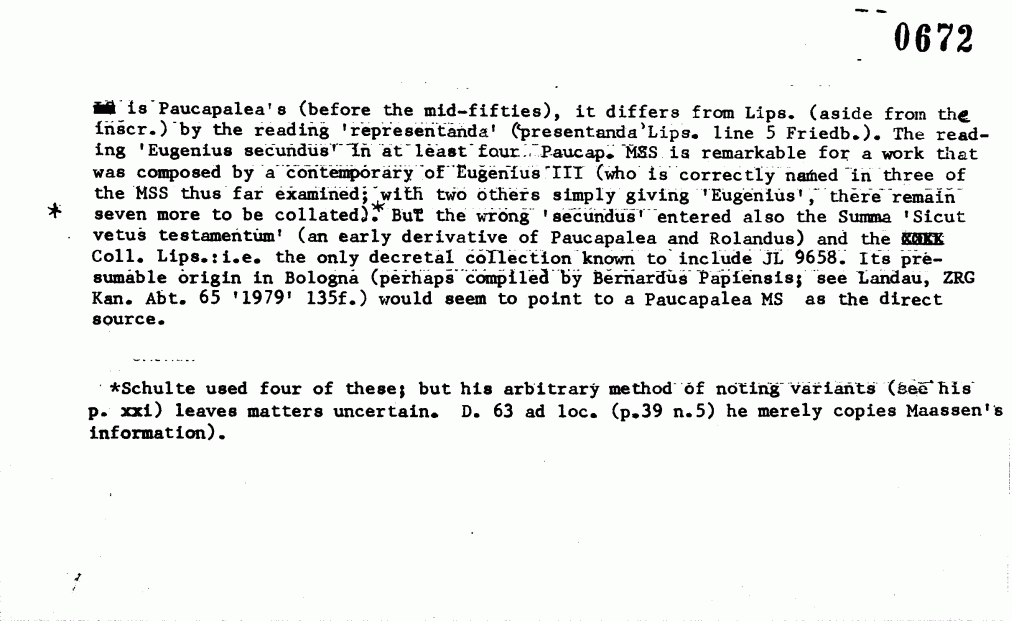 0672
is Paucapalea's (before the mid-fifties), it differs from Lips. (aside from the
inscr.) by the reading 'representanda' ('presentanda' Lips. line 5 Friedb.). The read-
ing 'Eugenius secundus' in at least four Paucap. MSS is remarkable for a work that
was composed by a contemporary of Eugenius III (who is correctly named in three of
the MSS thus far examined; with two others simply giving 'Eugenius', there remain
* seven more to be collated).* But the wrong 'secundus' entered also the Summa 'Sicut
vetus testamentum' (an early derivative of Paucapalea and Rolandus) and the
Coll. Lips.:i.e. the only decretal collection known to include JL 9658. Its pre-
sumable origin in Bologna (perhaps compiled by Bernardus Papiensis; see Landau, ZRG
Kan. Abt. 65 '1979' 135f.) would seem to point to a Paucapalea MS as the direct
source.
*Schulte used four of these; but his arbitrary method of noting variants (see his
p. xxi) leaves matters uncertain. D. 63 ad loc. (p.39 n.5) he merely copies Maassen's
information).